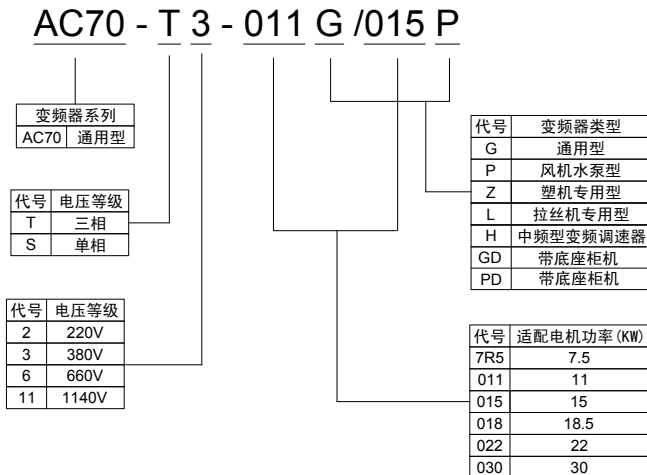 AC70 - T 3 - 011 G /015 P
变频器系列
AC70 通用型
代号 电压等级
T 三相
S 单相
代号 电压等级
2 220V
3 380V
6 660V
11 1140V
代号 变频器类型
G 通用型
P 风机水泵型
Z 塑机专用型
L 拉丝机专用型
H 中频型变频调速器
GD 带底座柜机
PD 带底座柜机
代号 适配电机功率(KW)
7R5 7.5
011 11
015 15
018 18.5
022 22
030 30